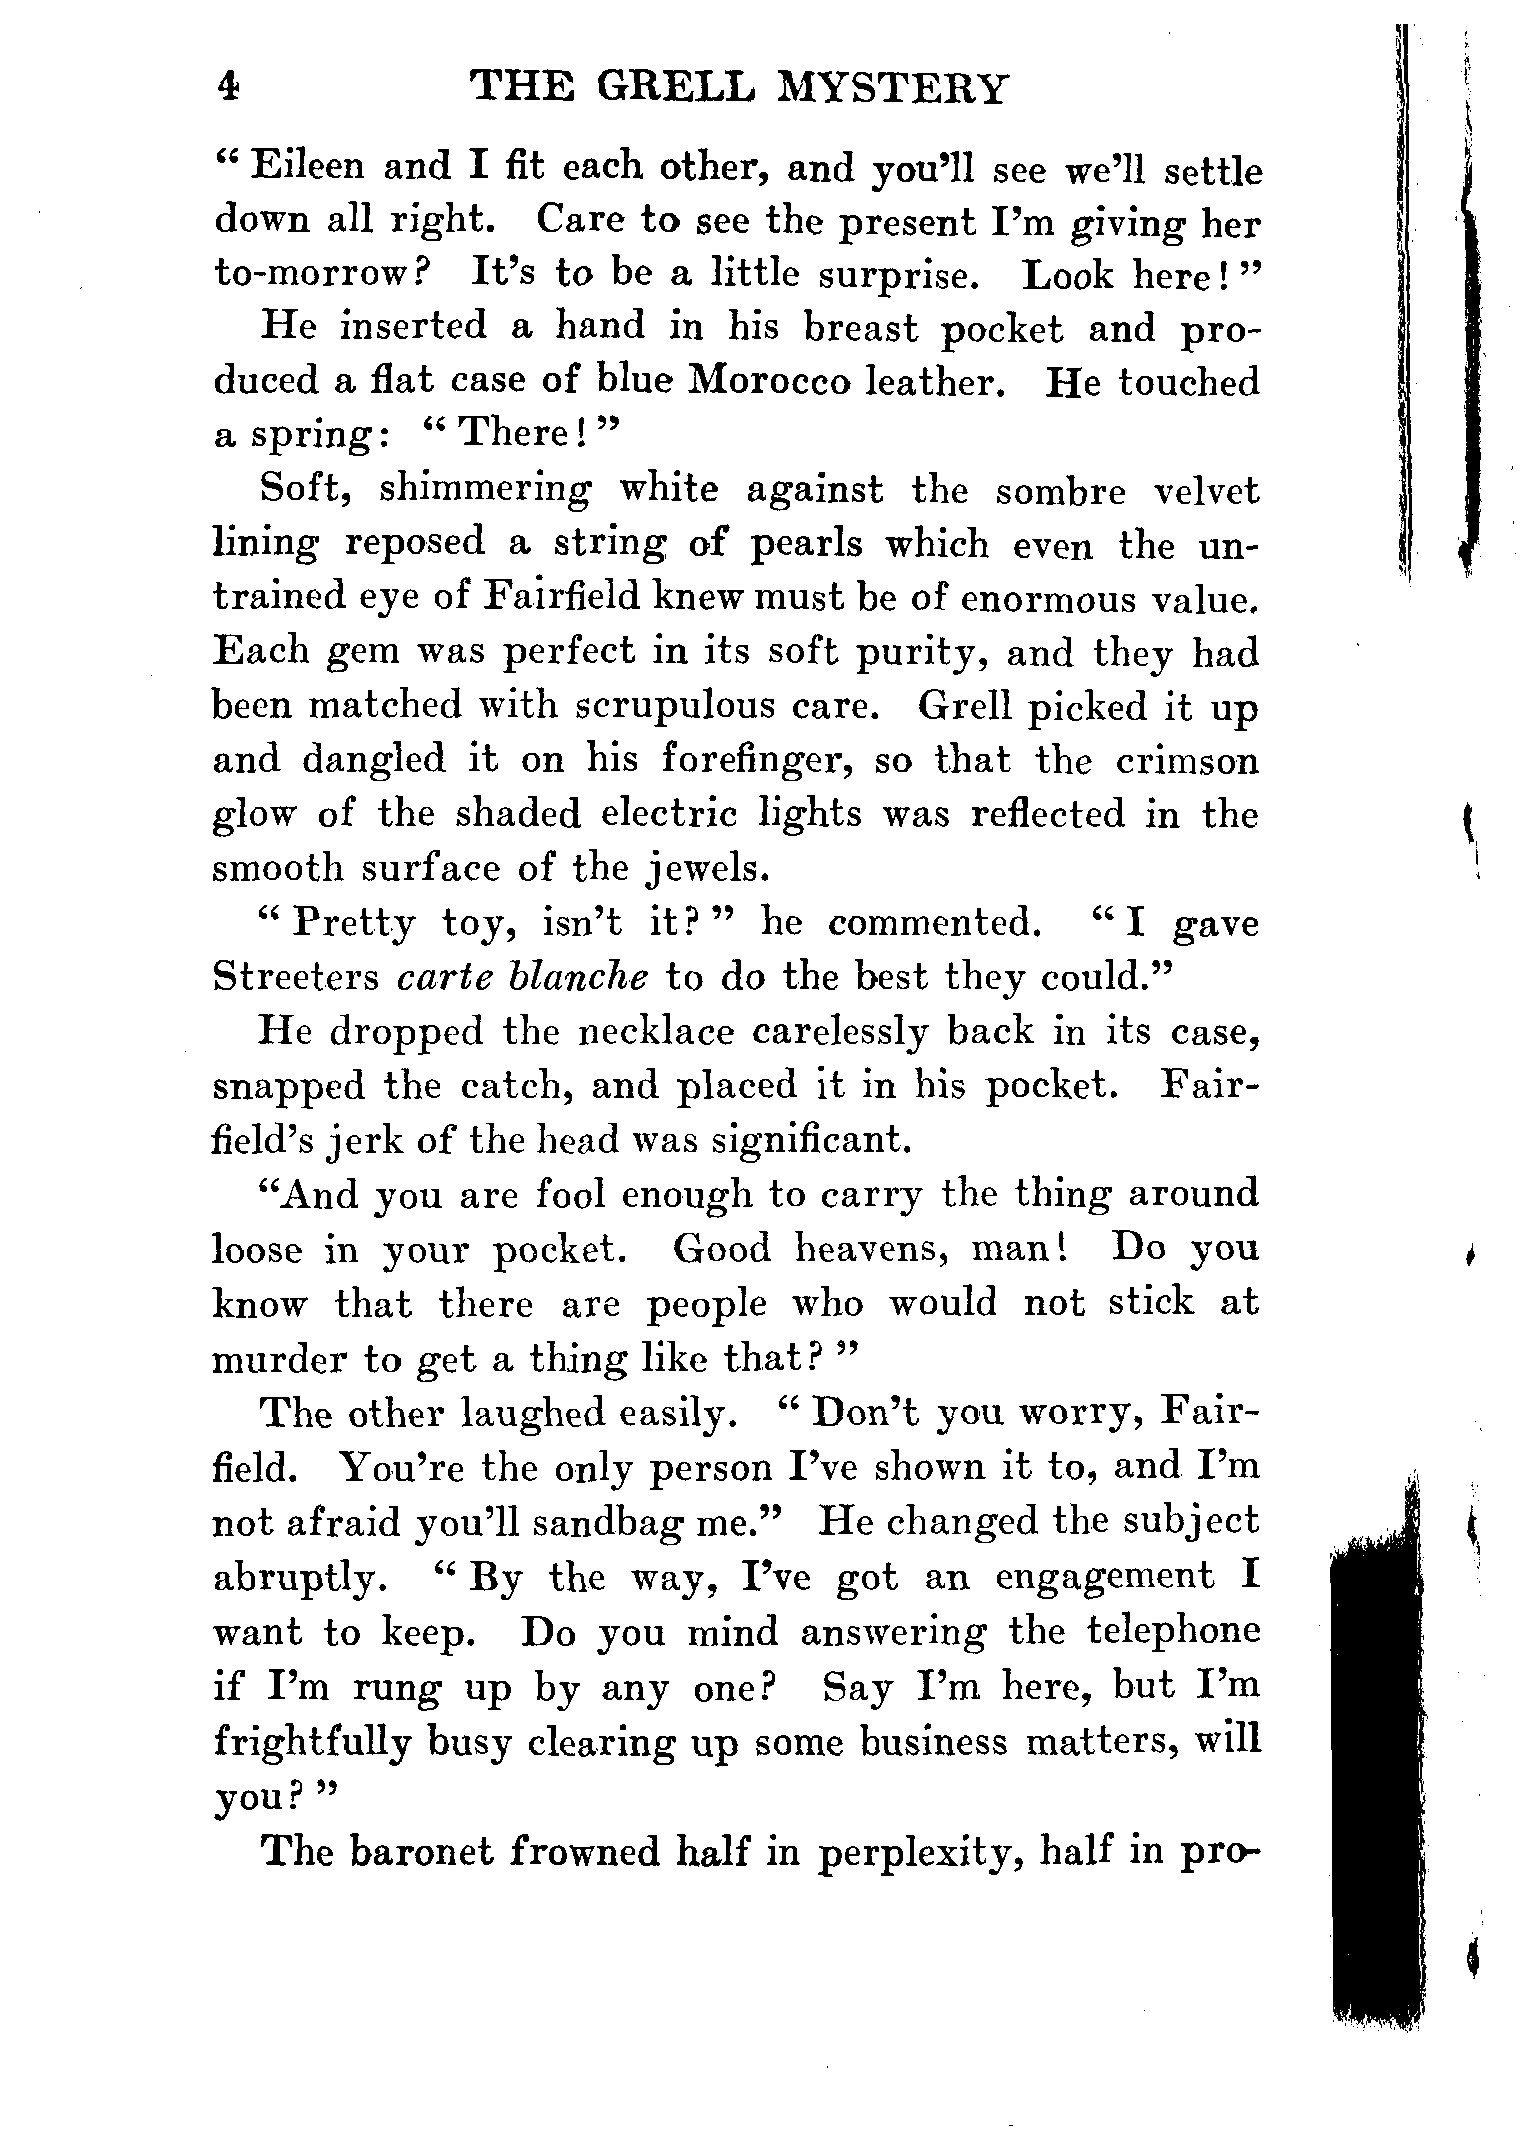 4 THE GRELL MYSTERY
“ Eileen and I fit each other, and you’ll see we’ll settle
down all right. Care to see the present I’m giving her
to-morrow? It’s to be a little surprise. Look here! ”
He inserted a hand in his breast pocket and pro-
duced a flat case of blue Morocco leather. He touched
a spring: “ There! ”
Soft, shimmering white against the sombre velvet
lining reposed a string of pearls which even the un-
trained eye of Fairfield knew must be of enormous value.
Each gem was perfect in its soft purity, and they had
been matched with scrupulous care. Grell picked it up
and dangled it on his forefinger, so that the crimson
glow of the shaded electric lights was reflected in the
smooth surface of the jewels.
“ Pretty toy, isn’t it? ” he commented. “ I gave
Streeters carte blanche to do the best they could.”
He dropped the necklace carelessly back in its case,
snapped the catch, and placed it in his pocket. Fair-
field’s jerk of the head was significant.
“And you are fool enough to carry the thing around
loose in your pocket. Good heavens, man! Do you
know that there are people who would not stick at
murder to get a thing like that? ”
The other laughed easily. “ Don’t you worry, Fair-
field. You’re the only person I’ve shown it to, and I’m
not afraid you’ll sandbag me.” He changed the subject
abruptly. “ By the way, I’ve got an engagement I
want to keep. Do you mind answering the telephone
if I’m rung up by any one? Say I’m here, but I’m
frightfully busy clearing up some business matters, will
you? ”
The baronet frowned half in perplexity, half in pro-